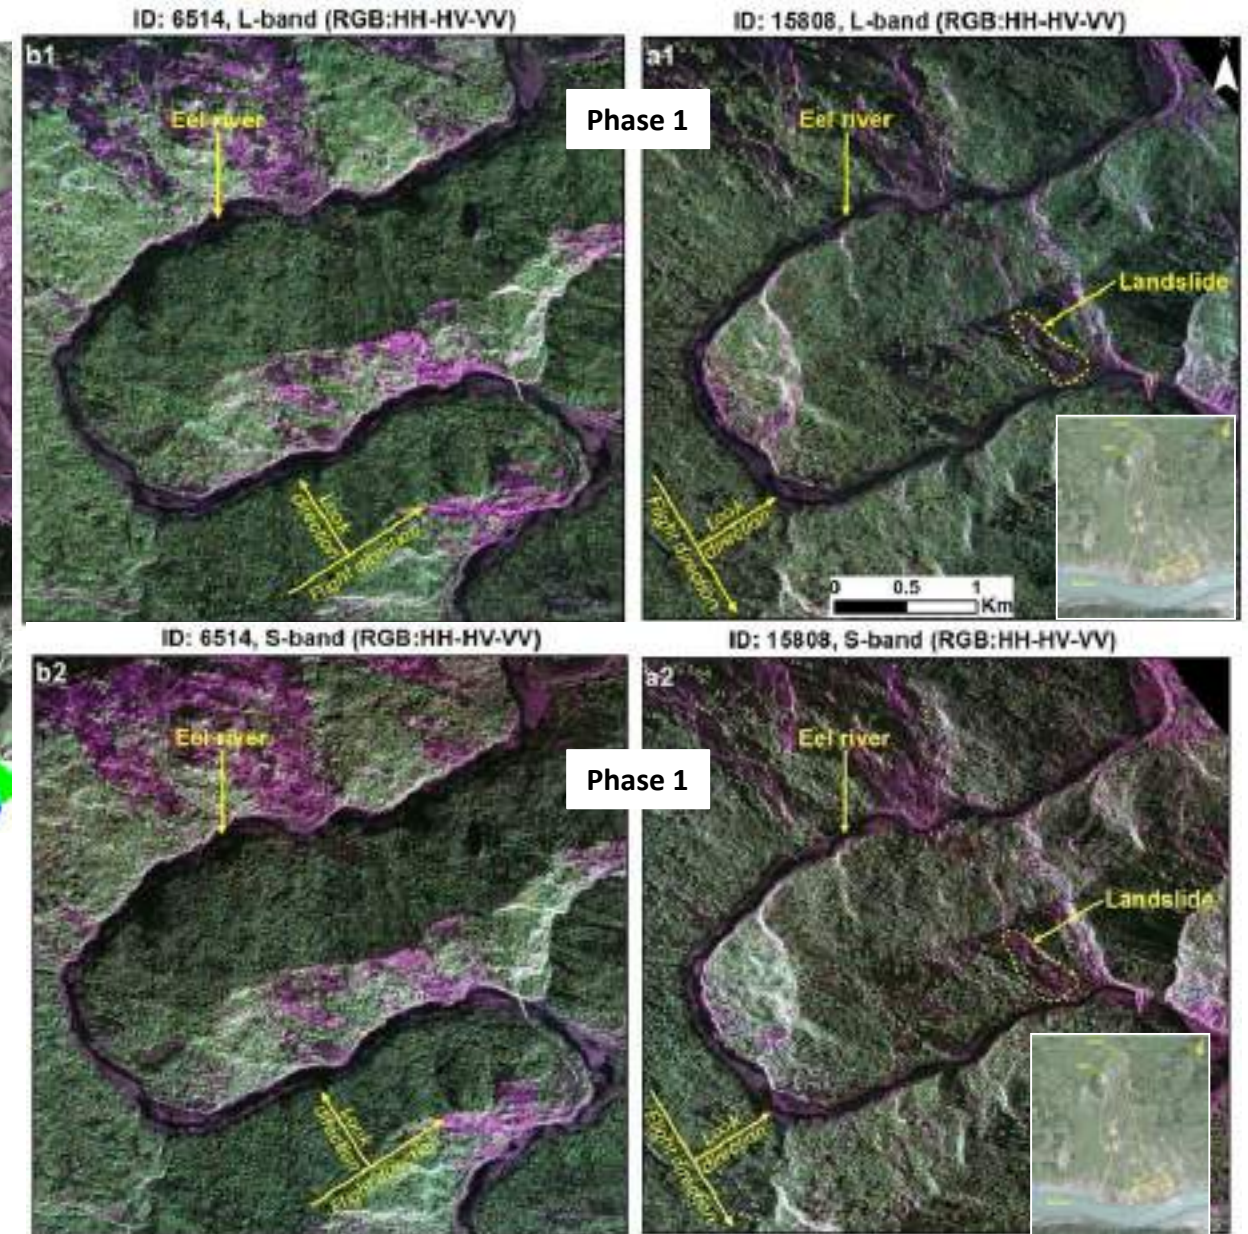 ID: 6514, L-band (RGB:HH-HV-VV)
ID: 15808, L-band (RGB:HH-HV-VV)
b1
Eel river
Look
direction
Flight direction
Phase 1
a1
Eel river
Landslide
Look
direction
Flight direction
0 0.5 1
Km
ID: 6514, S-band (RGB:HH-HV-VV)
ID: 15808, S-band (RGB:HH-HV-VV)
b2
Eel river
Look
direction
Flight direction
Phase 1
a2
Eel river
Landslide
Look
direction
Flight direction